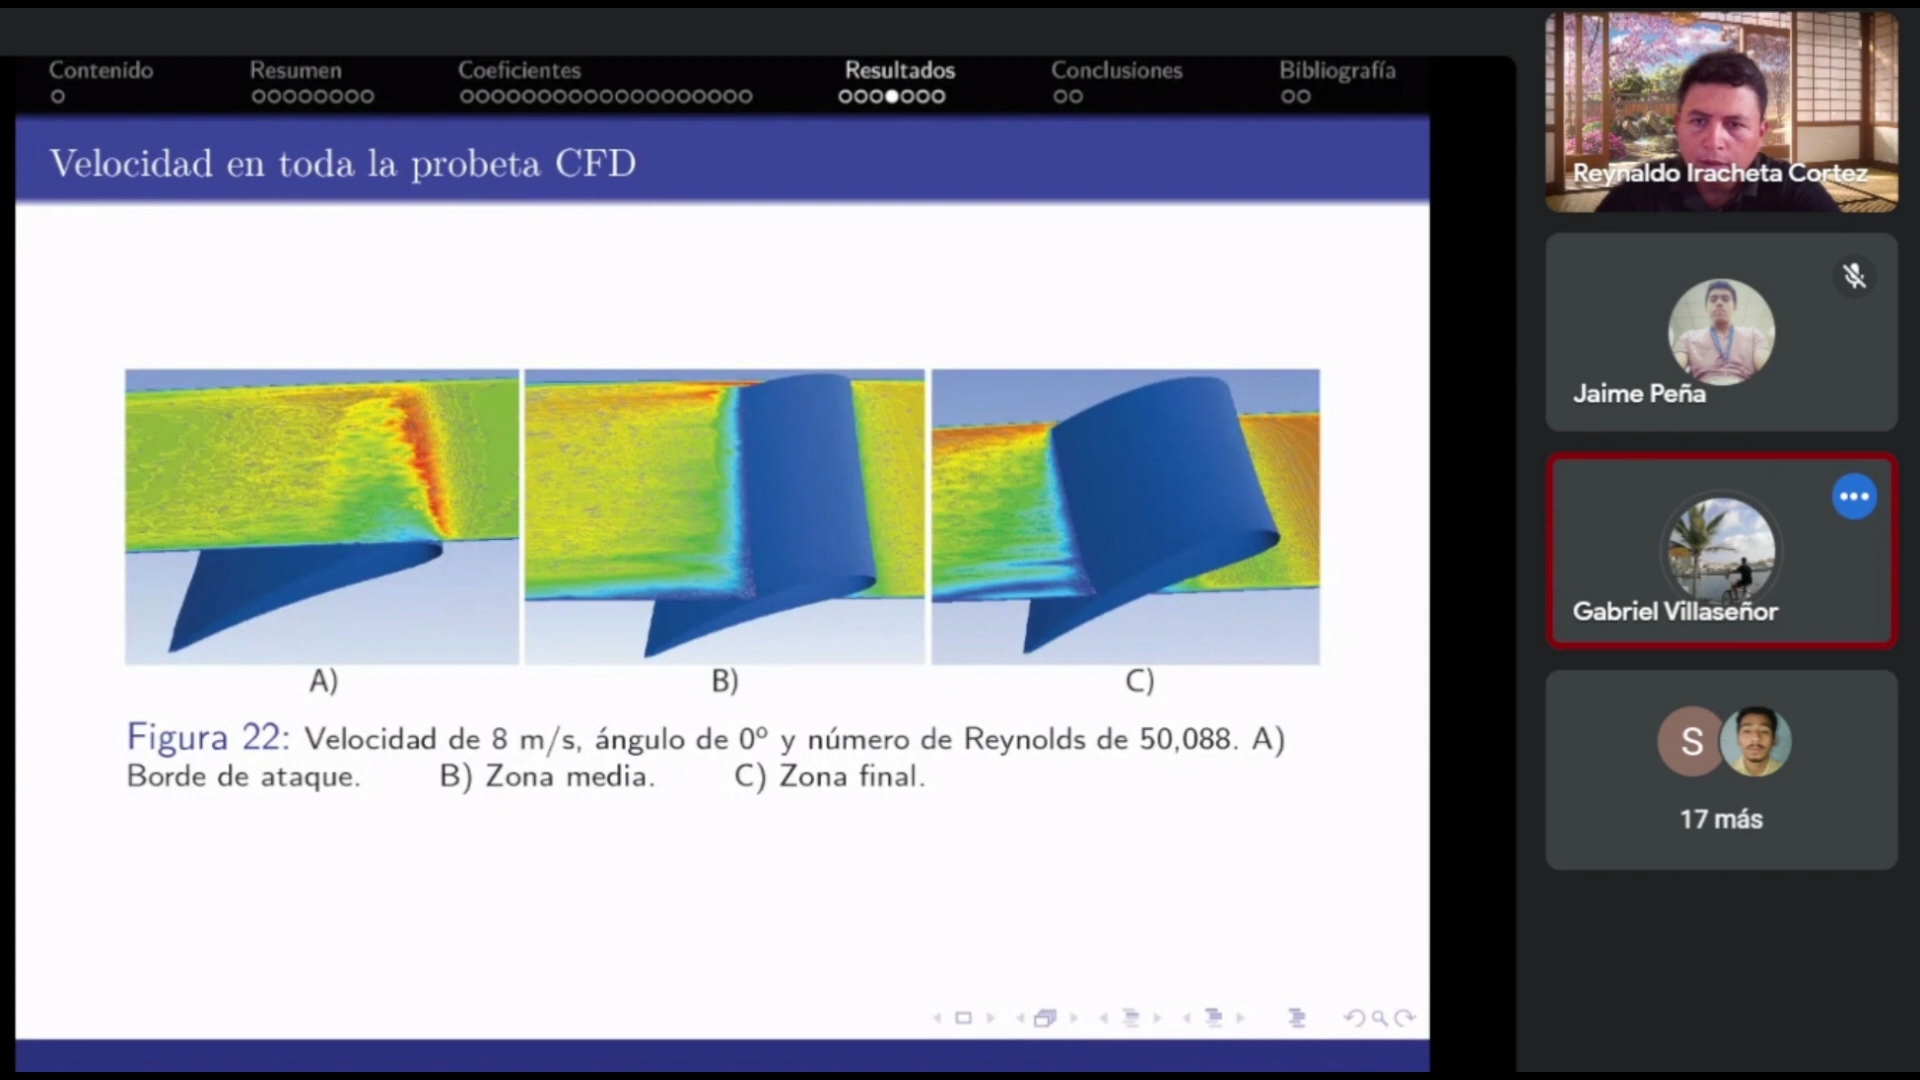 Contenido
Resumen
Coeficientes
Resultados
Conclusiones
Bibliografía
Velocidad en toda la probeta CFD
A)
B)
C)
Figura 22: Velocidad de 8 m/s, ángulo de 0º y número de Reynolds de 50,088. A)
Borde de ataque. B) Zona media. C) Zona final.
Reynaldo Iracheta Cortez
Jaime Peña
Gabriel Villaseñor
S
17 más